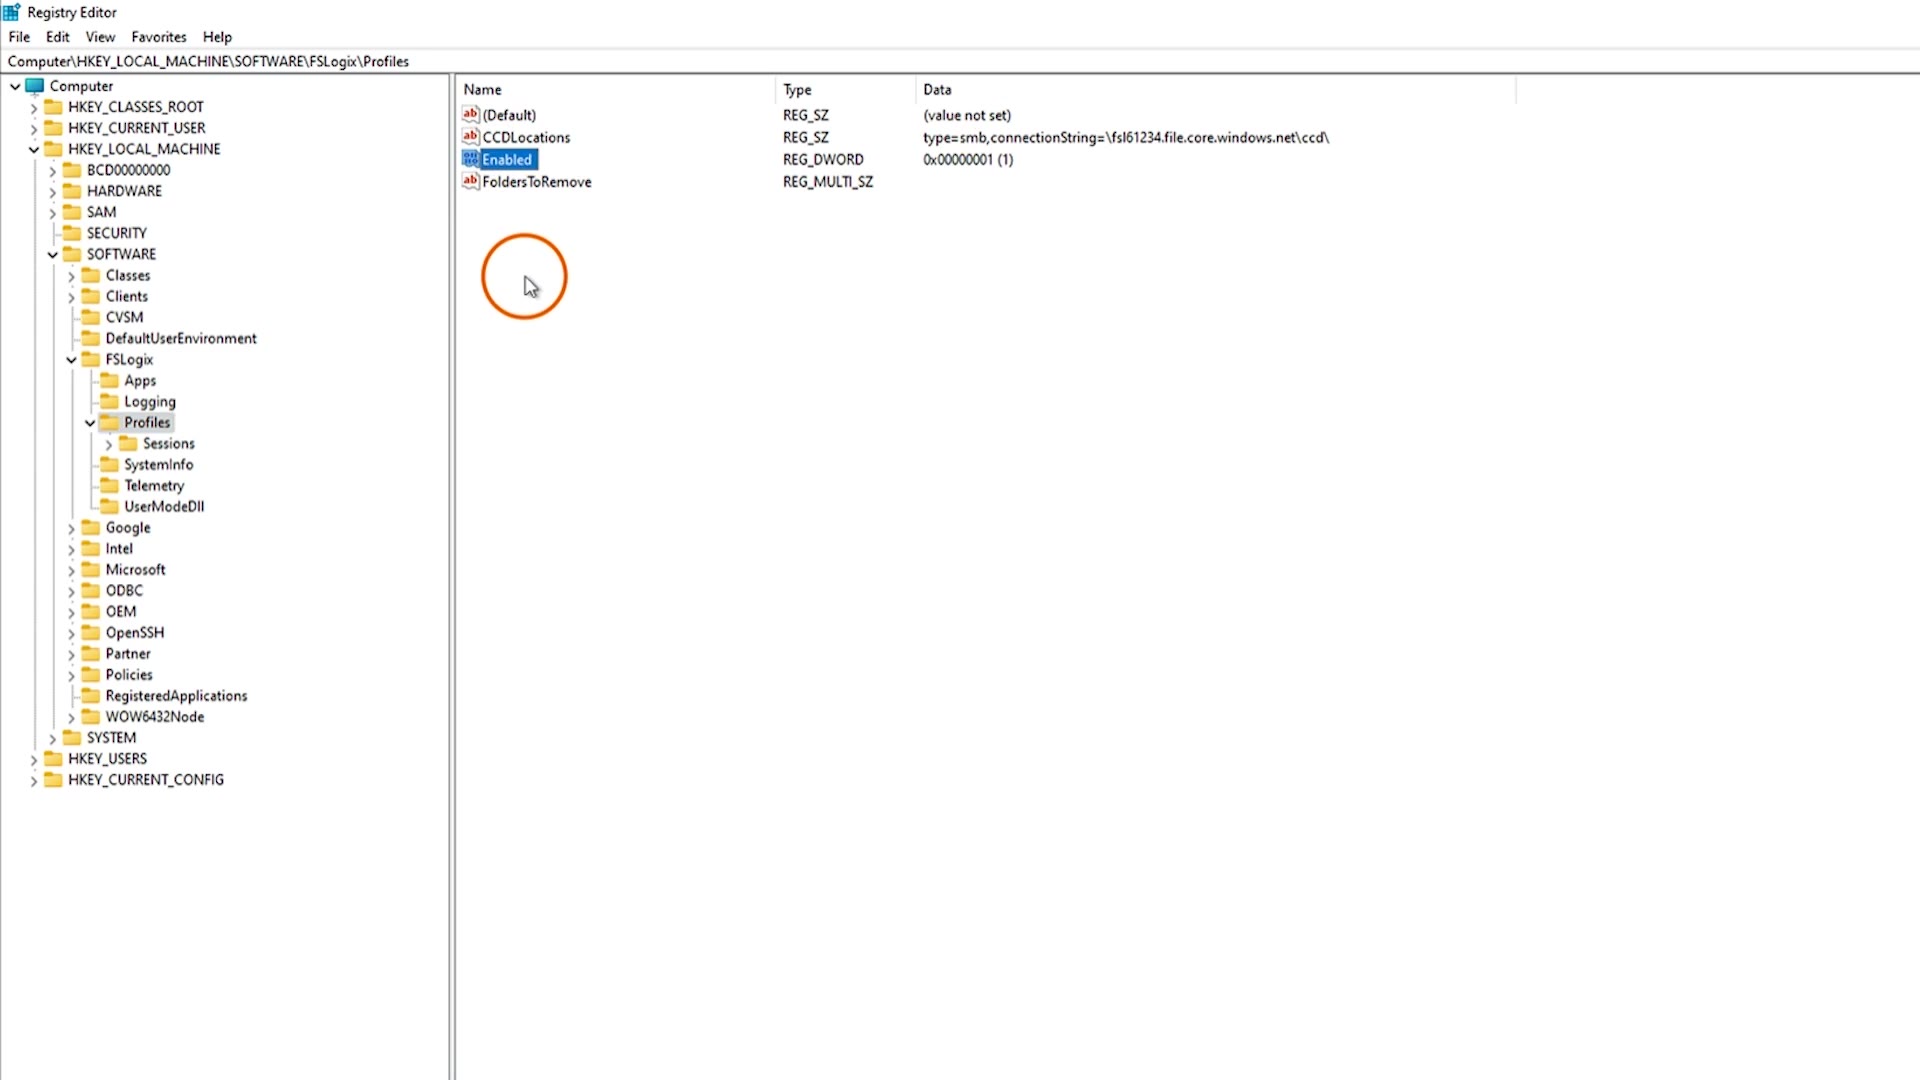 Registry Editor
File Edit View Favorites Help
Computer\HKEY_LOCAL_MACHINE\SOFTWARE\FSLogix\Profiles
Computer
HKEY_CLASSES_ROOT
HKEY_CURRENT_USER
HKEY_LOCAL_MACHINE
BCD00000000
HARDWARE
SAM
SECURITY
SOFTWARE
Classes
Clients
CVSM
DefaultUserEnvironment
FSLogix
Apps
Logging
Profiles
Sessions
SystemInfo
Telemetry
UserModeDll
Google
Intel
Microsoft
ODBC
OEM
OpenSSH
Partner
Policies
RegisteredApplications
WOW6432Node
SYSTEM
HKEY_USERS
HKEY_CURRENT_CONFIG
Name Type Data
(Default) REG_SZ (value not set)
CCDLocations REG_SZ type=smb,connectionString=\fsl61234.file.core.windows.net\ccd\
Enabled REG_DWORD 0x00000001 (1)
FoldersToRemove REG_MULTI_SZ